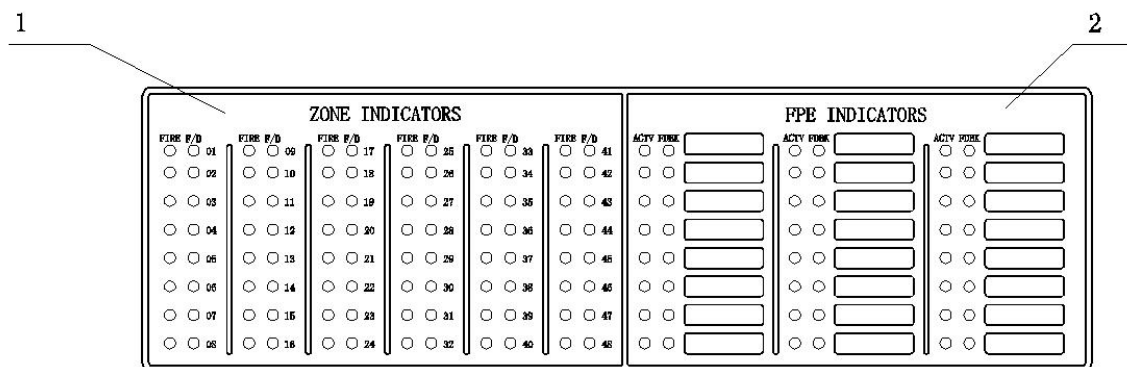 1 2
ZONE INDICATORS FPE INDICATORS
FIRE F/D FIRE F/D FIRE F/D FIRE F/D FIRE F/D FIRE F/D ACTV FDBK ACTV FDBK ACTV FDBK
01 09 17 25 33 41
02 10 18 26 34 42
03 11 19 27 35 43
04 12 20 28 36 44
05 13 21 29 37 45
06 14 22 30 38 46
07 15 23 31 39 47
08 16 24 32 40 48